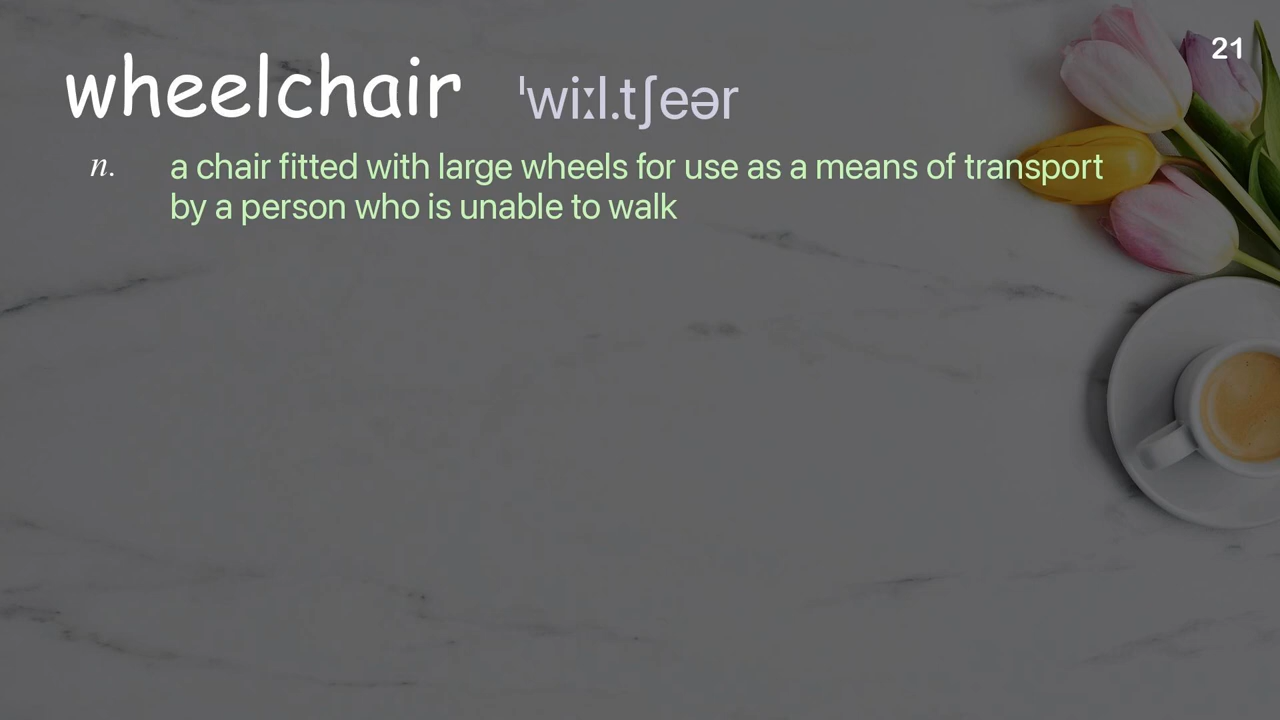 21
wheelchair ˈwiːl.tʃeər
n. a chair fitted with large wheels for use as a means of transport
by a person who is unable to walk